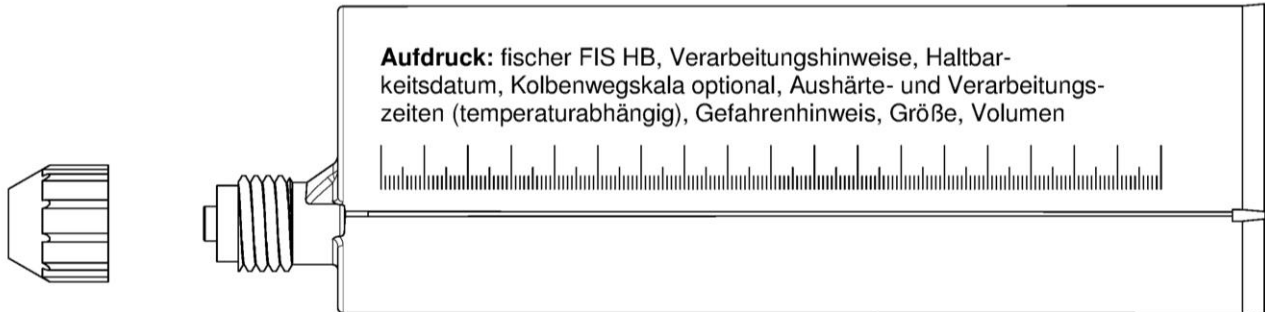 Aufdruck: fischer FIS HB, Verarbeitungshinweise, Haltbar-
keitsdatum, Kolbenwegskala optional, Aushärte- und Verarbeitungs-
zeiten (temperaturabhängig), Gefahrenhinweis, Größe, Volumen